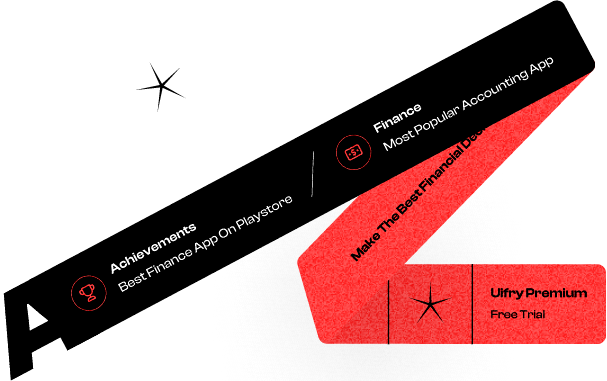 Finance
Most Popular Accounting App
Achievements
Best Finance App On Playstore
A
Make The Best Financial
Uifry Premium
Free Trial